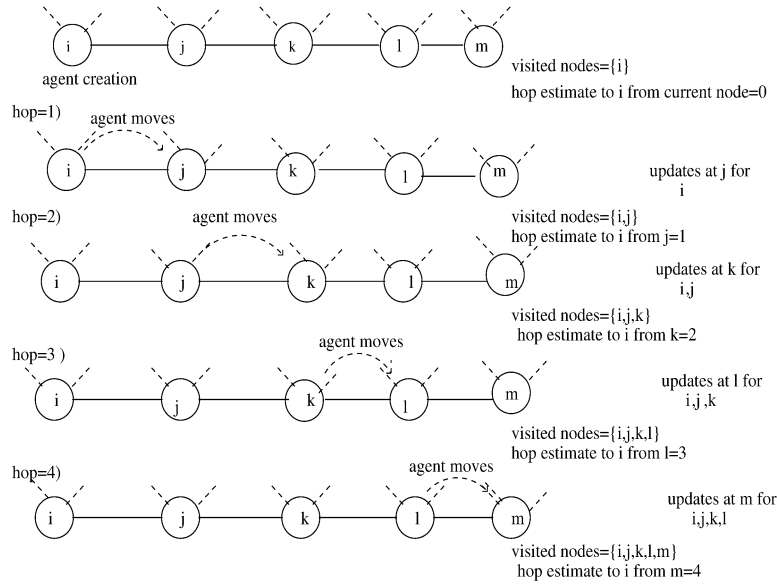 i j k l m
agent creation
visited nodes={i}
hop estimate to i from current node=0
hop=1)
agent moves
i j k l m
updates at j for
i
visited nodes={i,j}
hop estimate to i from j=1
hop=2)
agent moves
i j k l m
updates at k for
i,j
visited nodes={i,j,k}
hop estimate to i from k=2
hop=3 )
agent moves
i j k l m
updates at l for
i,j ,k
visited nodes={i,j,k,l}
hop estimate to i from l=3
hop=4)
agent moves
i j k l m
updates at m for
i,j,k,l
visited nodes={i,j,k,l,m}
hop estimate to i from m=4